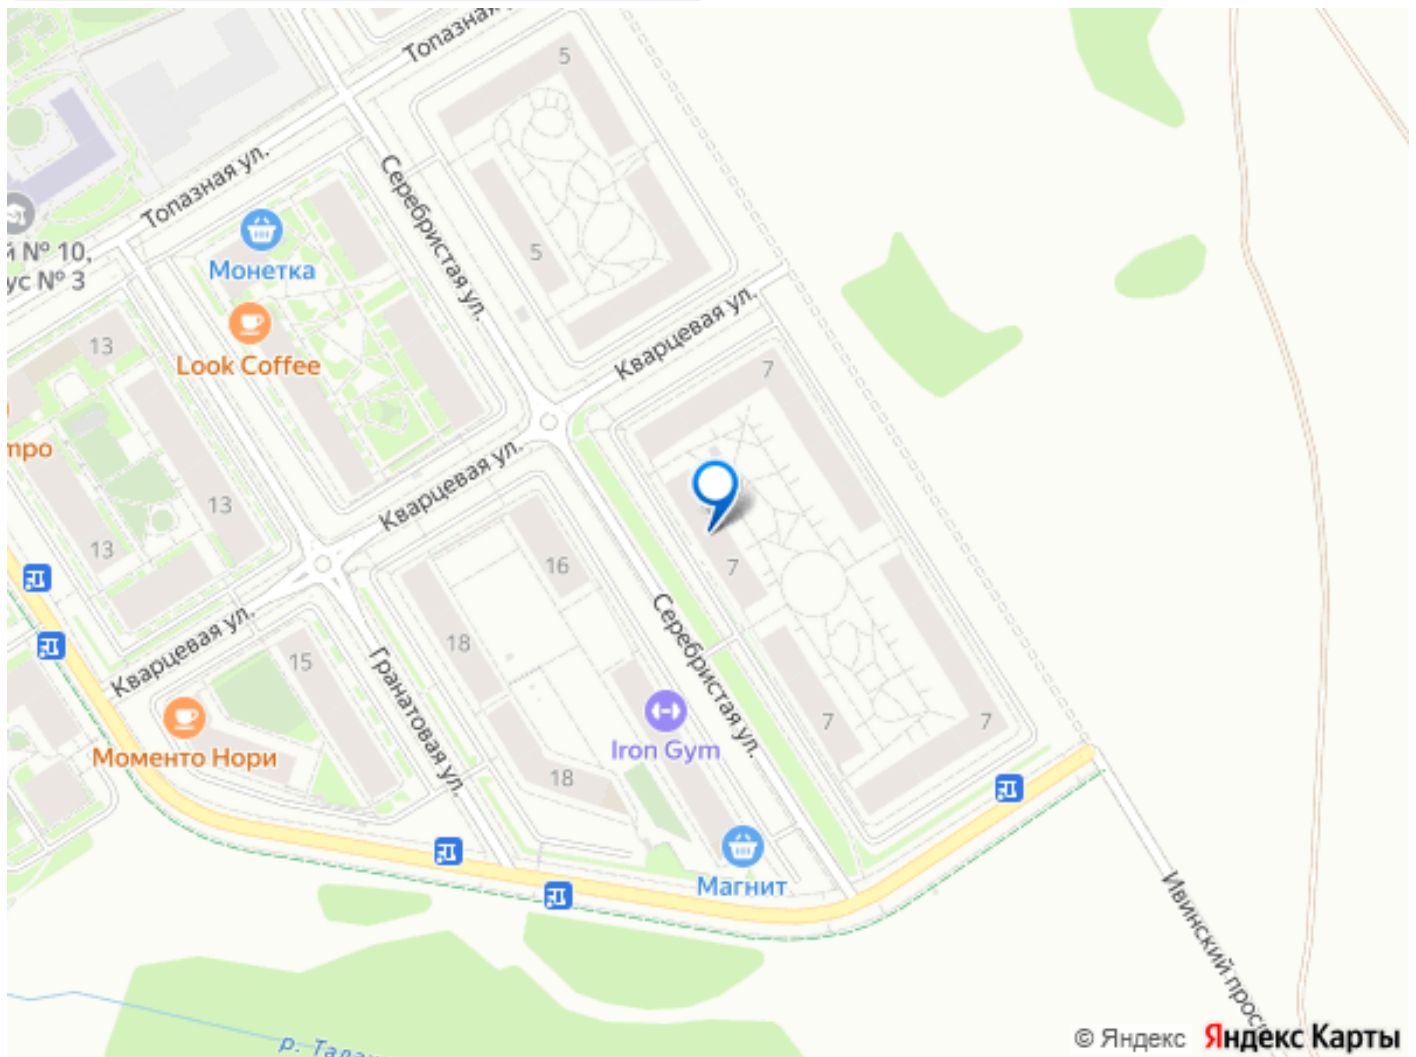 Топазная
5
Топазная ул.
Серебристая ул.
Монетка
5
№ 10,
№ 3
Кварцевая ул.
Look Coffee
13
7
Кварцевая ул.
13
13
16
7
Кварцевая ул.
18
15
Серебристая ул.
Гранатовая ул.
Iron Gym
7
7
Моменто Нори
18
Магнит
Ивинский
р.
© Яндекс Яндекс Карты